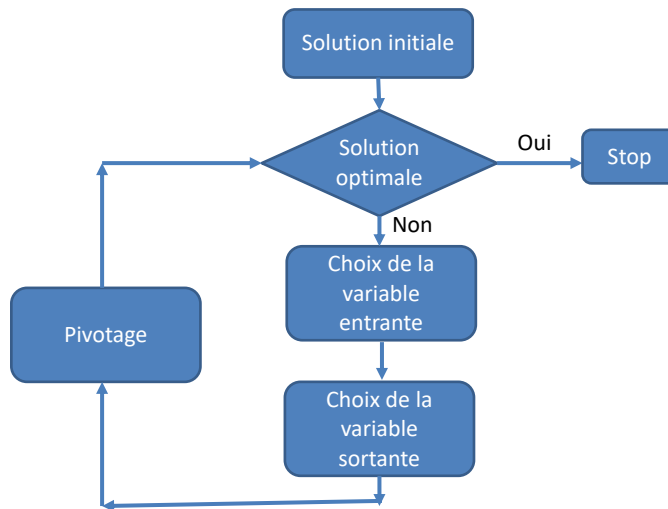 Solution initiale
Solution
optimale
Oui
Stop
Non
Choix de la
variable
entrante
Pivotage
Choix de la
variable
sortante